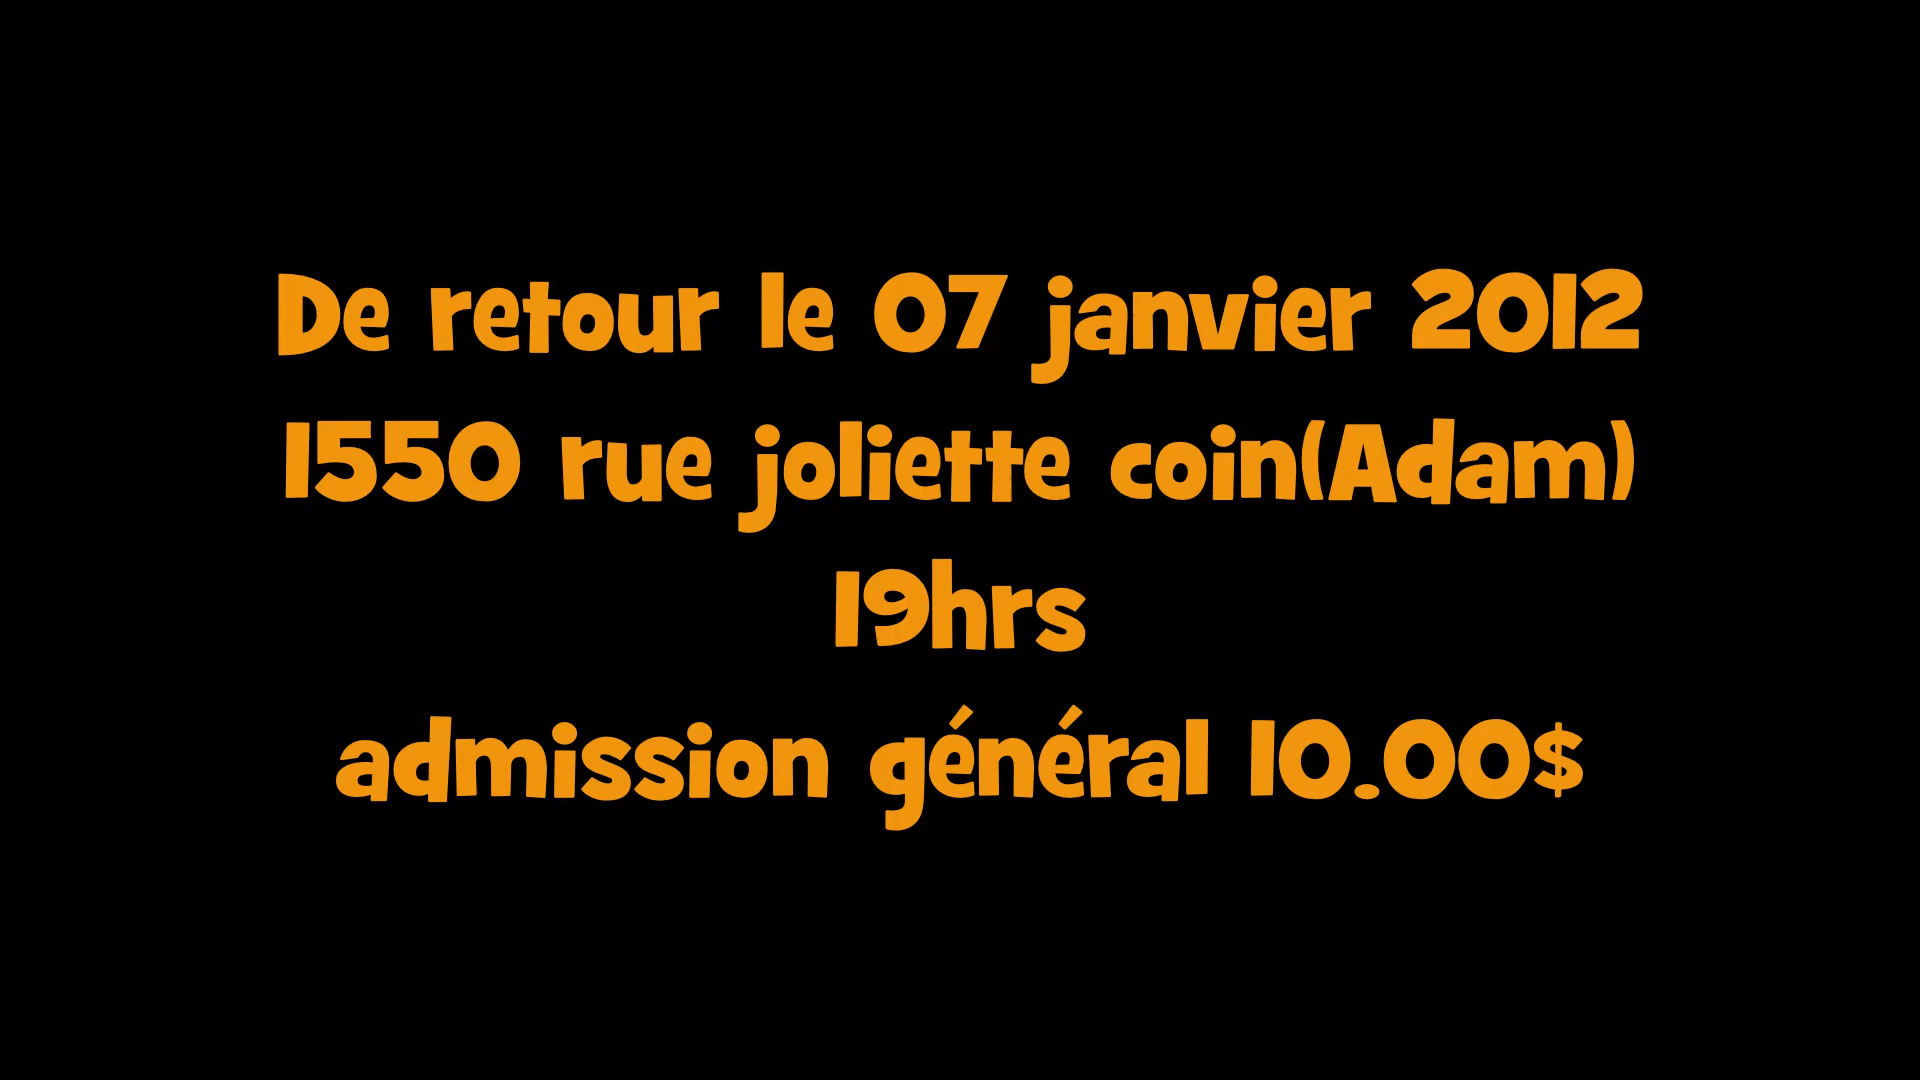 De retour le 07 janvier 2012
1550 rue joliette coin(Adam)
19hrs
admission général 10.00$